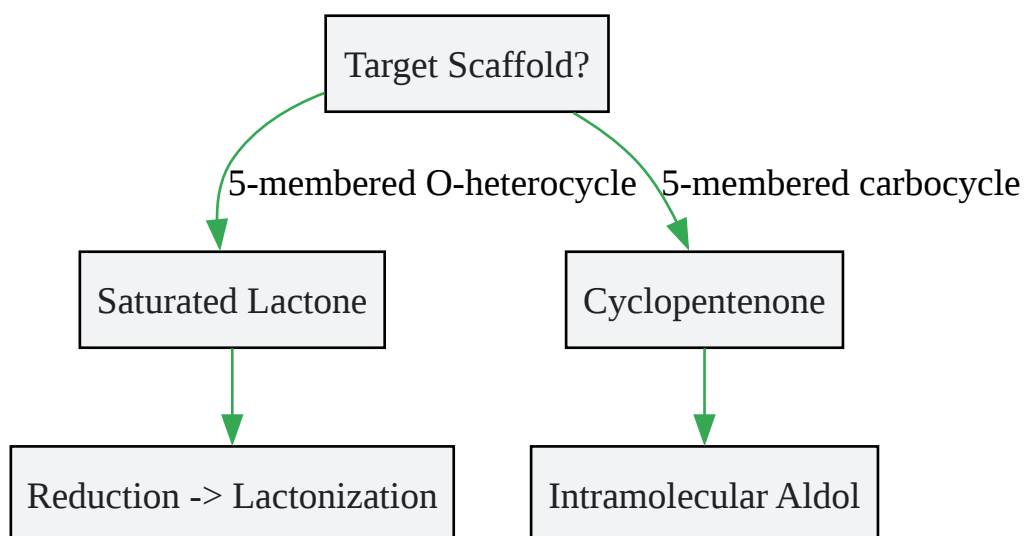 Target Scaffold?
5-membered O-heterocycle
5-membered carbocycle
Saturated Lactone
Cyclopentenone
Reduction -> Lactonization
Intramolecular Aldol